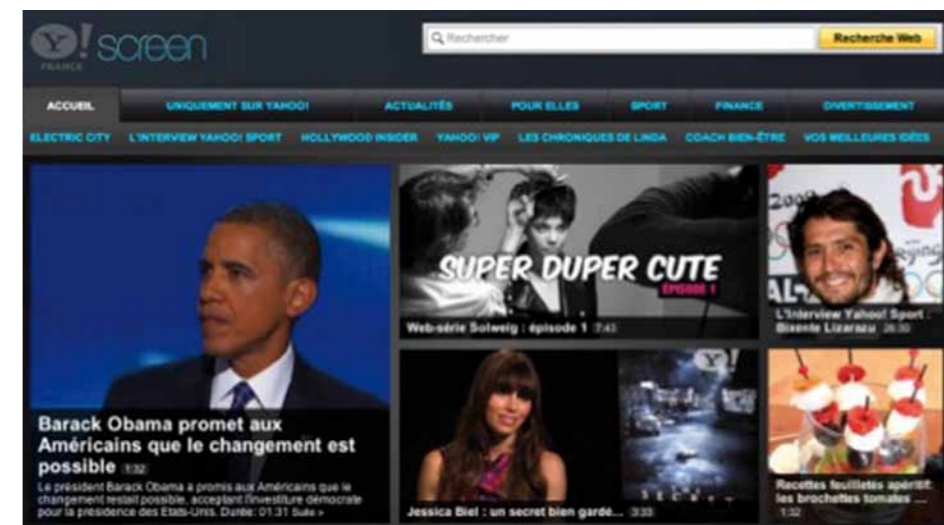 Y! screen
FRANCE
Rechercher
Recherche Web
ACCUEIL UNIQUEMENT SUR YAHOO! ACTUALITÉS POUR ELLES SPORT FINANCE DIVERTISSEMENT
ELECTRIC CITY L'INTERVIEW YAHOO! SPORT HOLLYWOOD INSIDER YAHOO! VIP LES CHRONIQUES DE LINDA COACH BIEN-ÊTRE VOS MEILLEURES IDÉES
Barack Obama promet aux
Américains que le changement est
possible 1:32
Le président Barack Obama a promis aux Américains que le
changement restait possible, acceptant l'investiture démocrate
pour la présidence des Etats-Unis. Durée: 01:31 Suite »
SUPER DUPER CUTE
ÉPISODE 1
Web-série Solweig : épisode 1 7:43
200
L'Interview Yahoo! Sport :
Bixente Lizarazu 26:30
Y!
SECRET
Jessica Biel : un secret bien gardé... 3:33
Recettes feuilletés apéritif:
les brochettes tomates ...
1:32